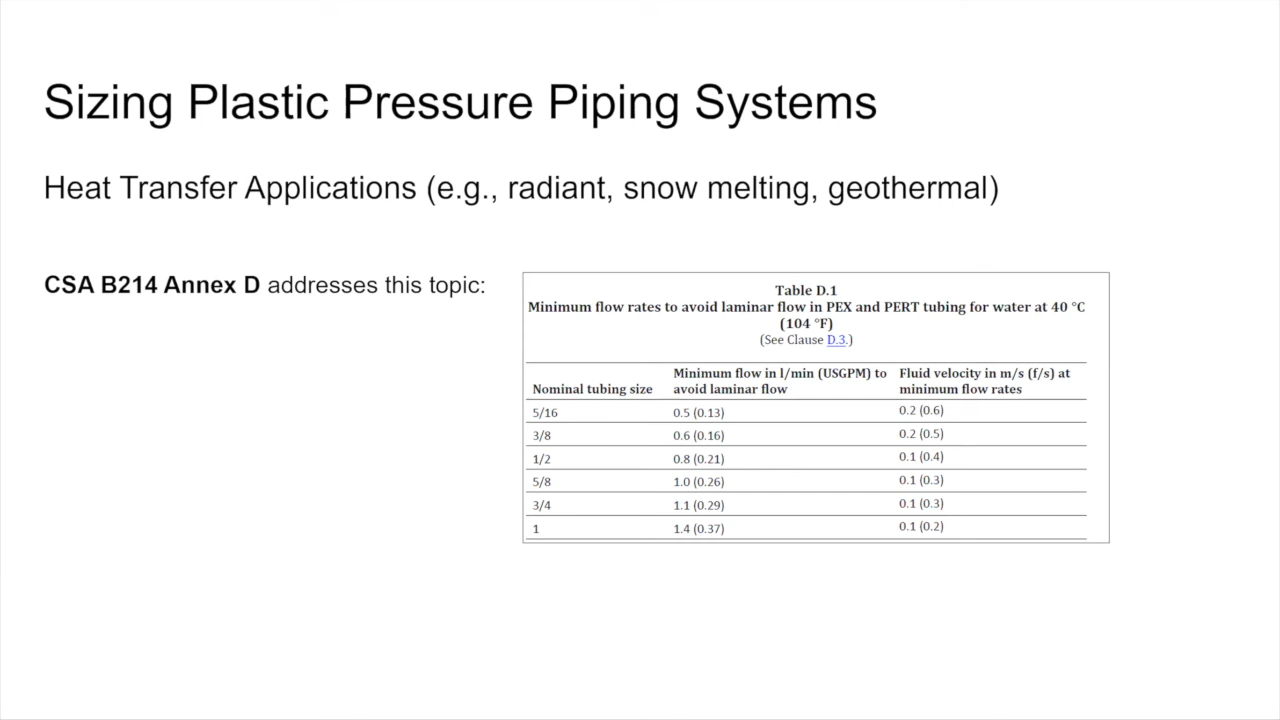 Sizing Plastic Pressure Piping Systems
Heat Transfer Applications (e.g., radiant, snow melting, geothermal)
CSA B214 Annex D addresses this topic:
Table D.1
Minimum flow rates to avoid laminar flow in PEX and PERT tubing for water at 40 °C
(104 °F)
(See Clause D.3.)
Nominal tubing size | Minimum flow in l/min (USGPM) to avoid laminar flow | Fluid velocity in m/s (f/s) at minimum flow rates
5/16 0.5 (0.13) 0.2 (0.6)
3/8 0.6 (0.16) 0.2 (0.5)
1/2 0.8 (0.21) 0.1 (0.4)
5/8 1.0 (0.26) 0.1 (0.3)
3/4 1.1 (0.29) 0.1 (0.3)
1 1.4 (0.37) 0.1 (0.2)